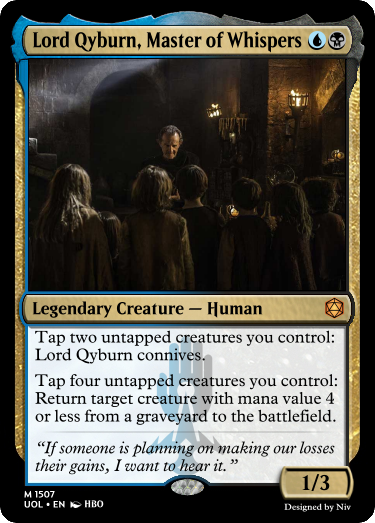 Lord Qyburn, Master of Whispers
Legendary Creature — Human
Tap two untapped creatures you control:
Lord Qyburn connives.
Tap four untapped creatures you control:
Return target creature with mana value 4
or less from a graveyard to the battlefield.
“If someone is planning on making our losses
their gains, I want to hear it.”
1/3
M 1507
UOL • EN HBO
Designed by Niv